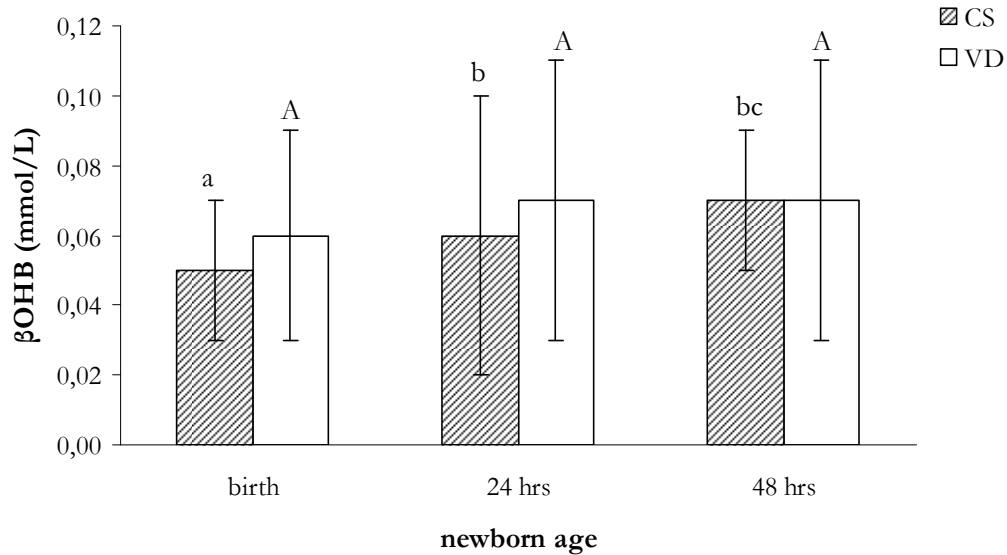 CS
VD
0,12
0,10
0,08
0,06
0,04
0,02
0,00
βOHB (mmol/L)
a
A
b
A
bc
A
birth
24 hrs
48 hrs
newborn age